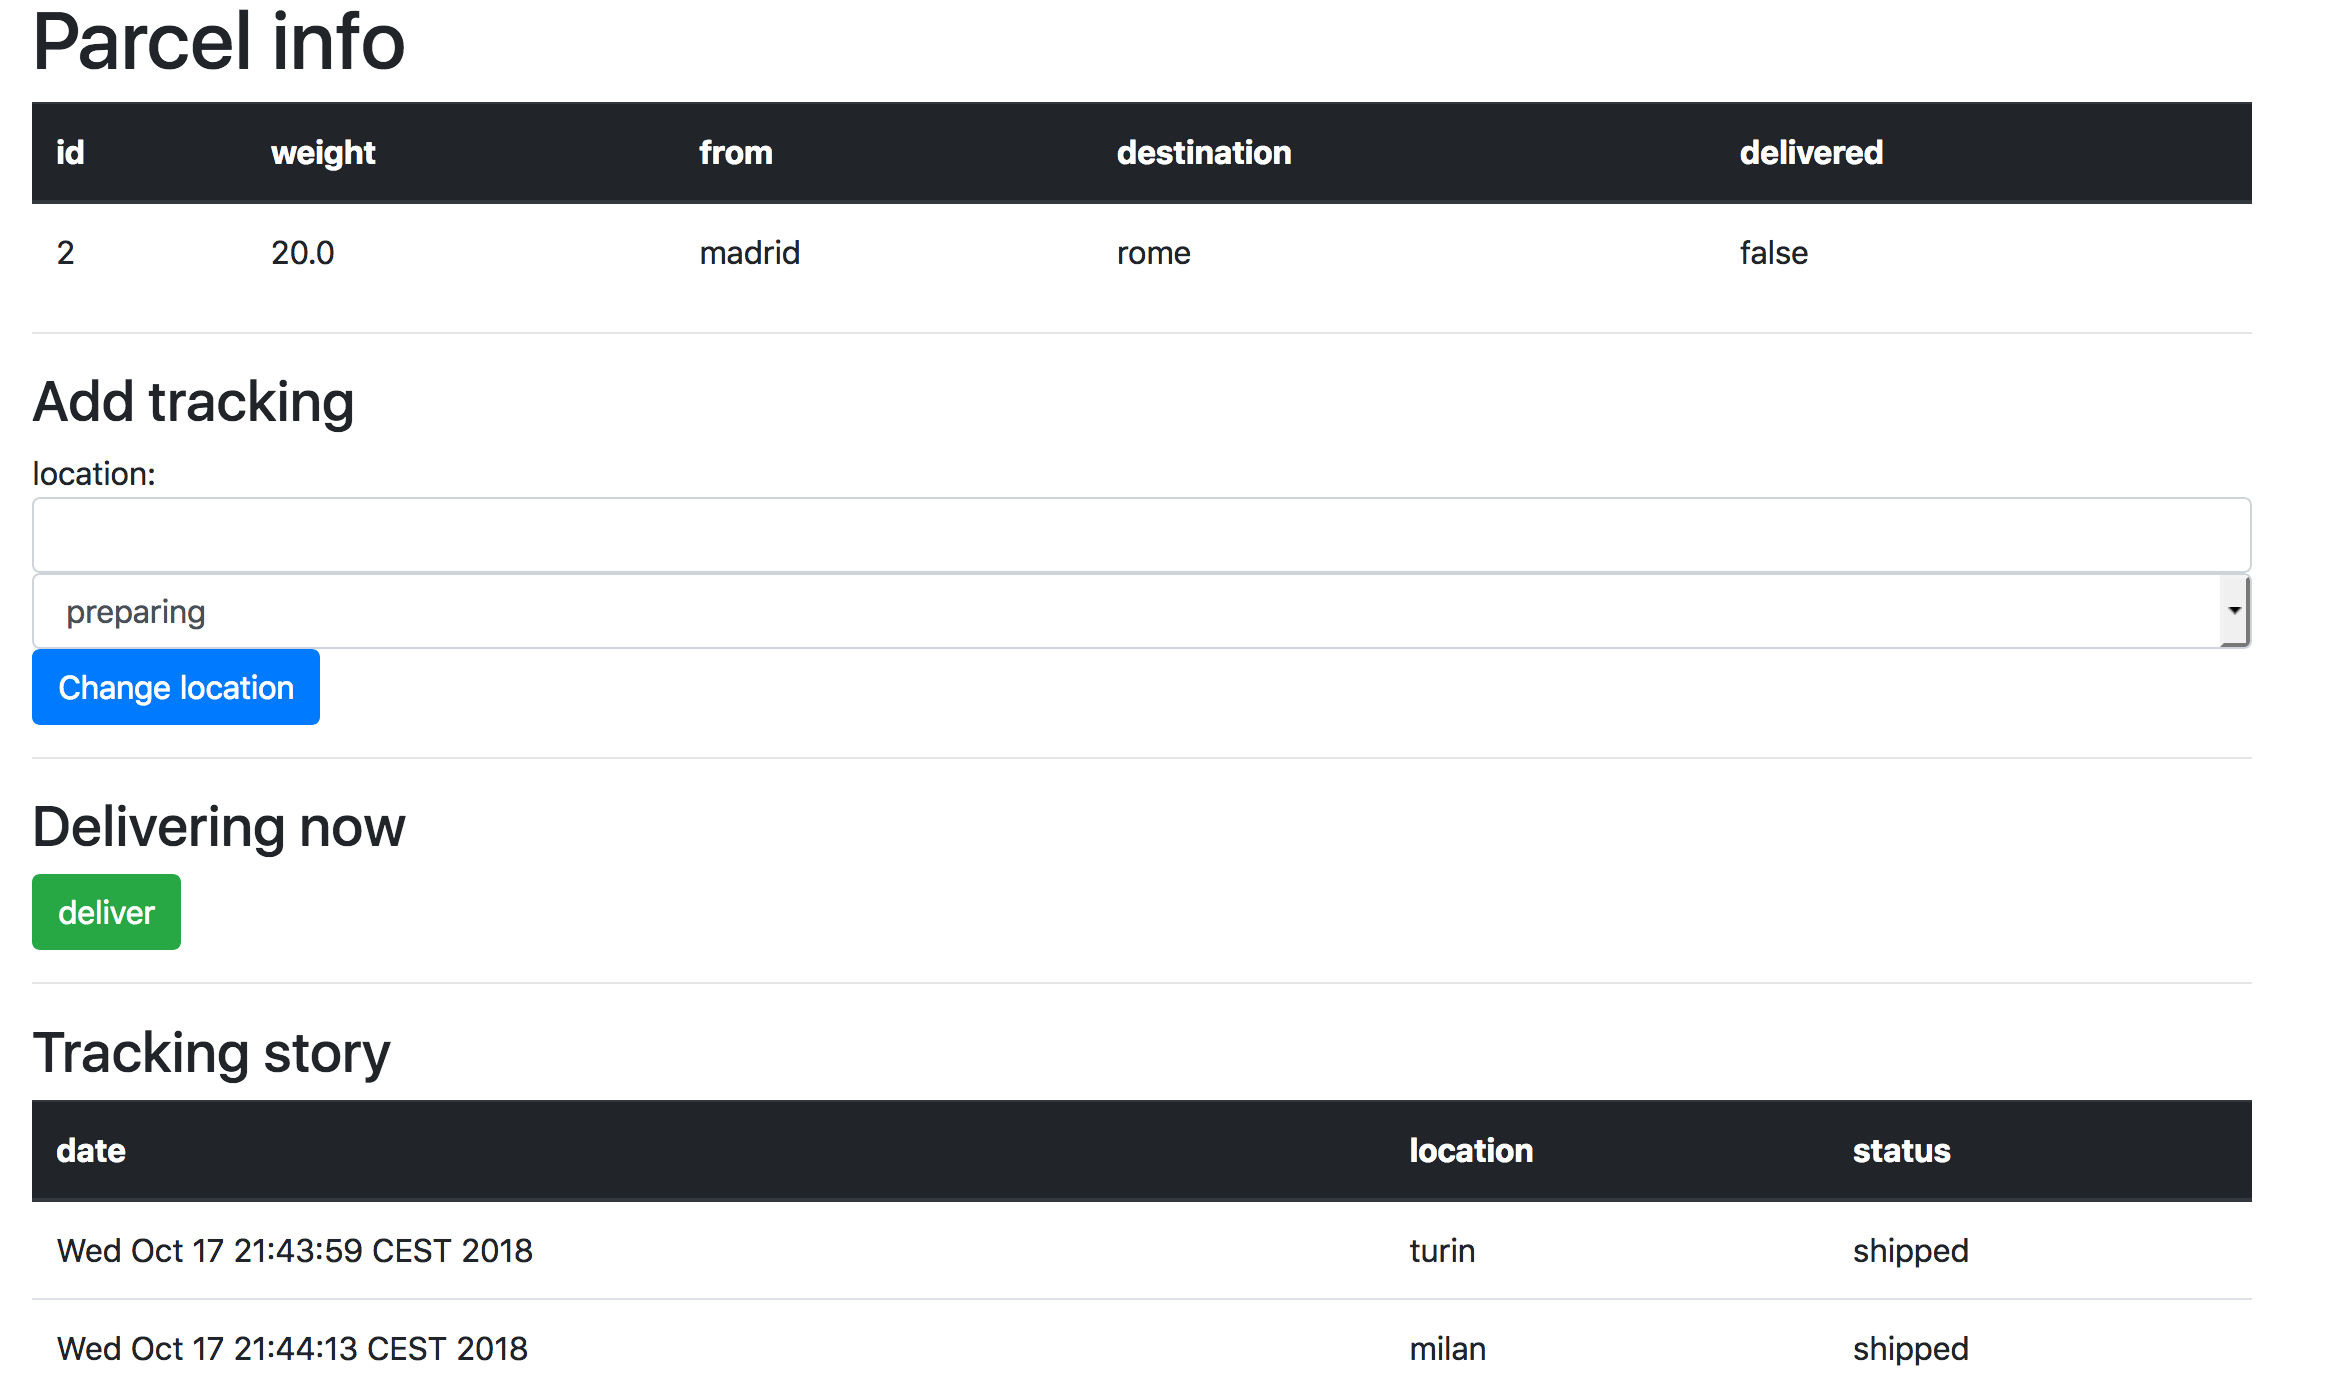 Parcel info
id weight from destination delivered
2 20.0 madrid rome false
Add tracking
location:
preparing
Change location
Delivering now
deliver
Tracking story
date location status
Wed Oct 17 21:43:59 CEST 2018 turin shipped
Wed Oct 17 21:44:13 CEST 2018 milan shipped